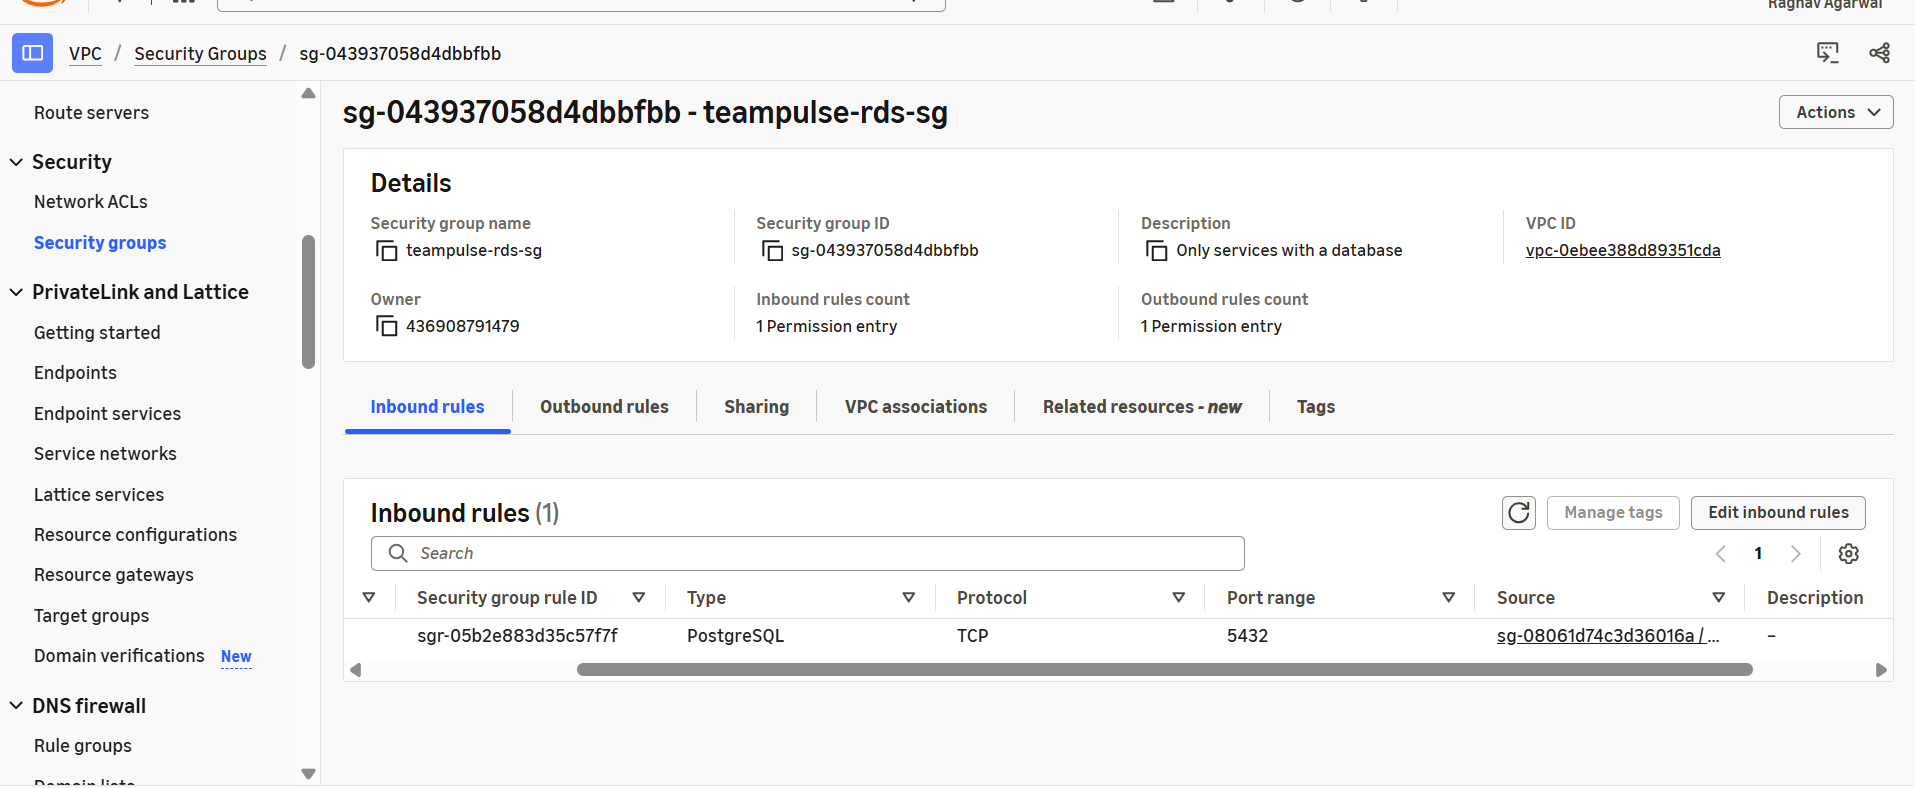 Raghav Agarwal
VPC / Security Groups / sg-043937058d4dbbfbb
Route servers
Security
Network ACLs
Security groups
PrivateLink and Lattice
Getting started
Endpoints
Endpoint services
Service networks
Lattice services
Resource configurations
Resource gateways
Target groups
Domain verifications New
DNS firewall
Rule groups
Domain lists
sg-043937058d4dbbfbb - teampulse-rds-sg
Actions
Details
Security group name
teampulse-rds-sg
Security group ID
sg-043937058d4dbbfbb
Description
Only services with a database
VPC ID
vpc-0ebee388d89351cda
Owner
436908791479
Inbound rules count
1 Permission entry
Outbound rules count
1 Permission entry
Inbound rules Outbound rules Sharing VPC associations Related resources - new Tags
Inbound rules (1)
Manage tags Edit inbound rules
Search
1
Security group rule ID Type Protocol Port range Source Description
sgr-05b2e883d35c57f7f PostgreSQL TCP 5432 sg-08061d74c3d36016a / ... –